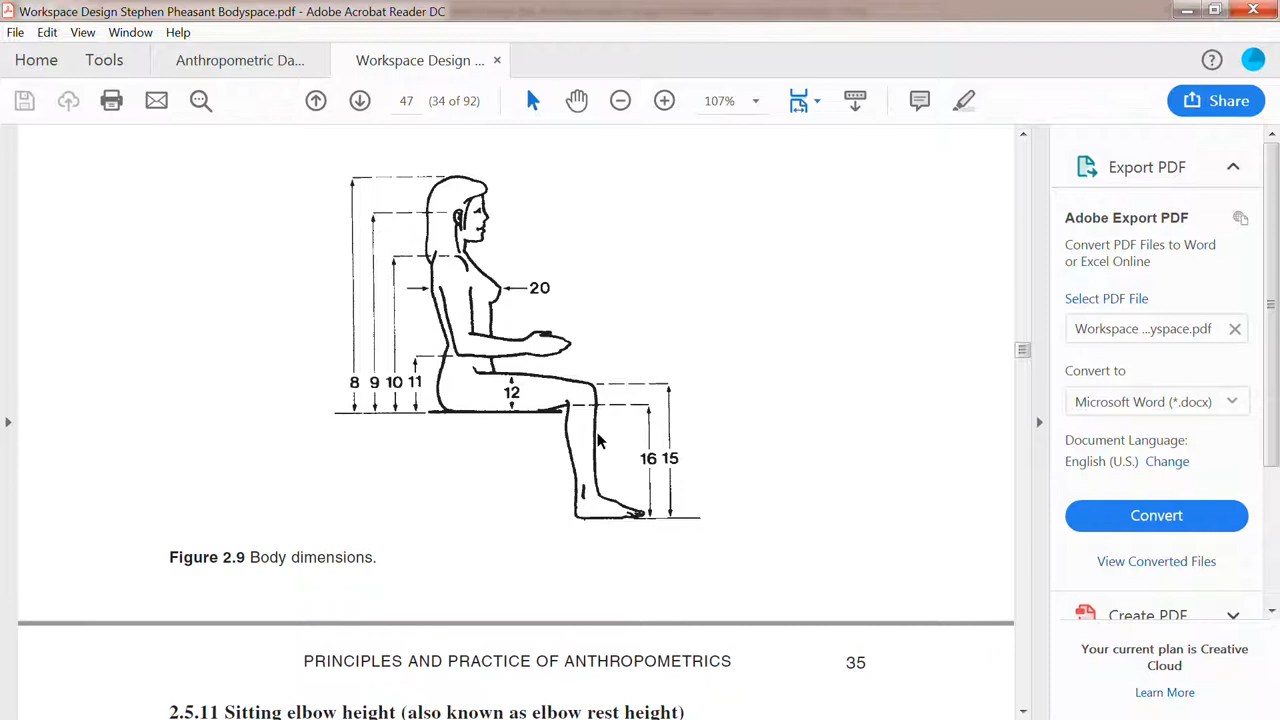 Workspace Design Stephen Pheasant Bodyspace.pdf - Adobe Acrobat Reader DC
File Edit View Window Help
Home Tools Anthropometric Da... Workspace Design ... ×
47 (34 of 92) 107% Share
8 9 10 11 12 20 16 15
Figure 2.9 Body dimensions.
PRINCIPLES AND PRACTICE OF ANTHROPOMETRICS 35
2.5.11 Sitting elbow height (also known as elbow rest height)
Export PDF
Adobe Export PDF
Convert PDF Files to Word
or Excel Online
Select PDF File
Workspace ...yspace.pdf
Convert to
Microsoft Word (*.docx)
Document Language:
English (U.S.) Change
Convert
View Converted Files
Create PDF
Your current plan is Creative
Cloud
Learn More